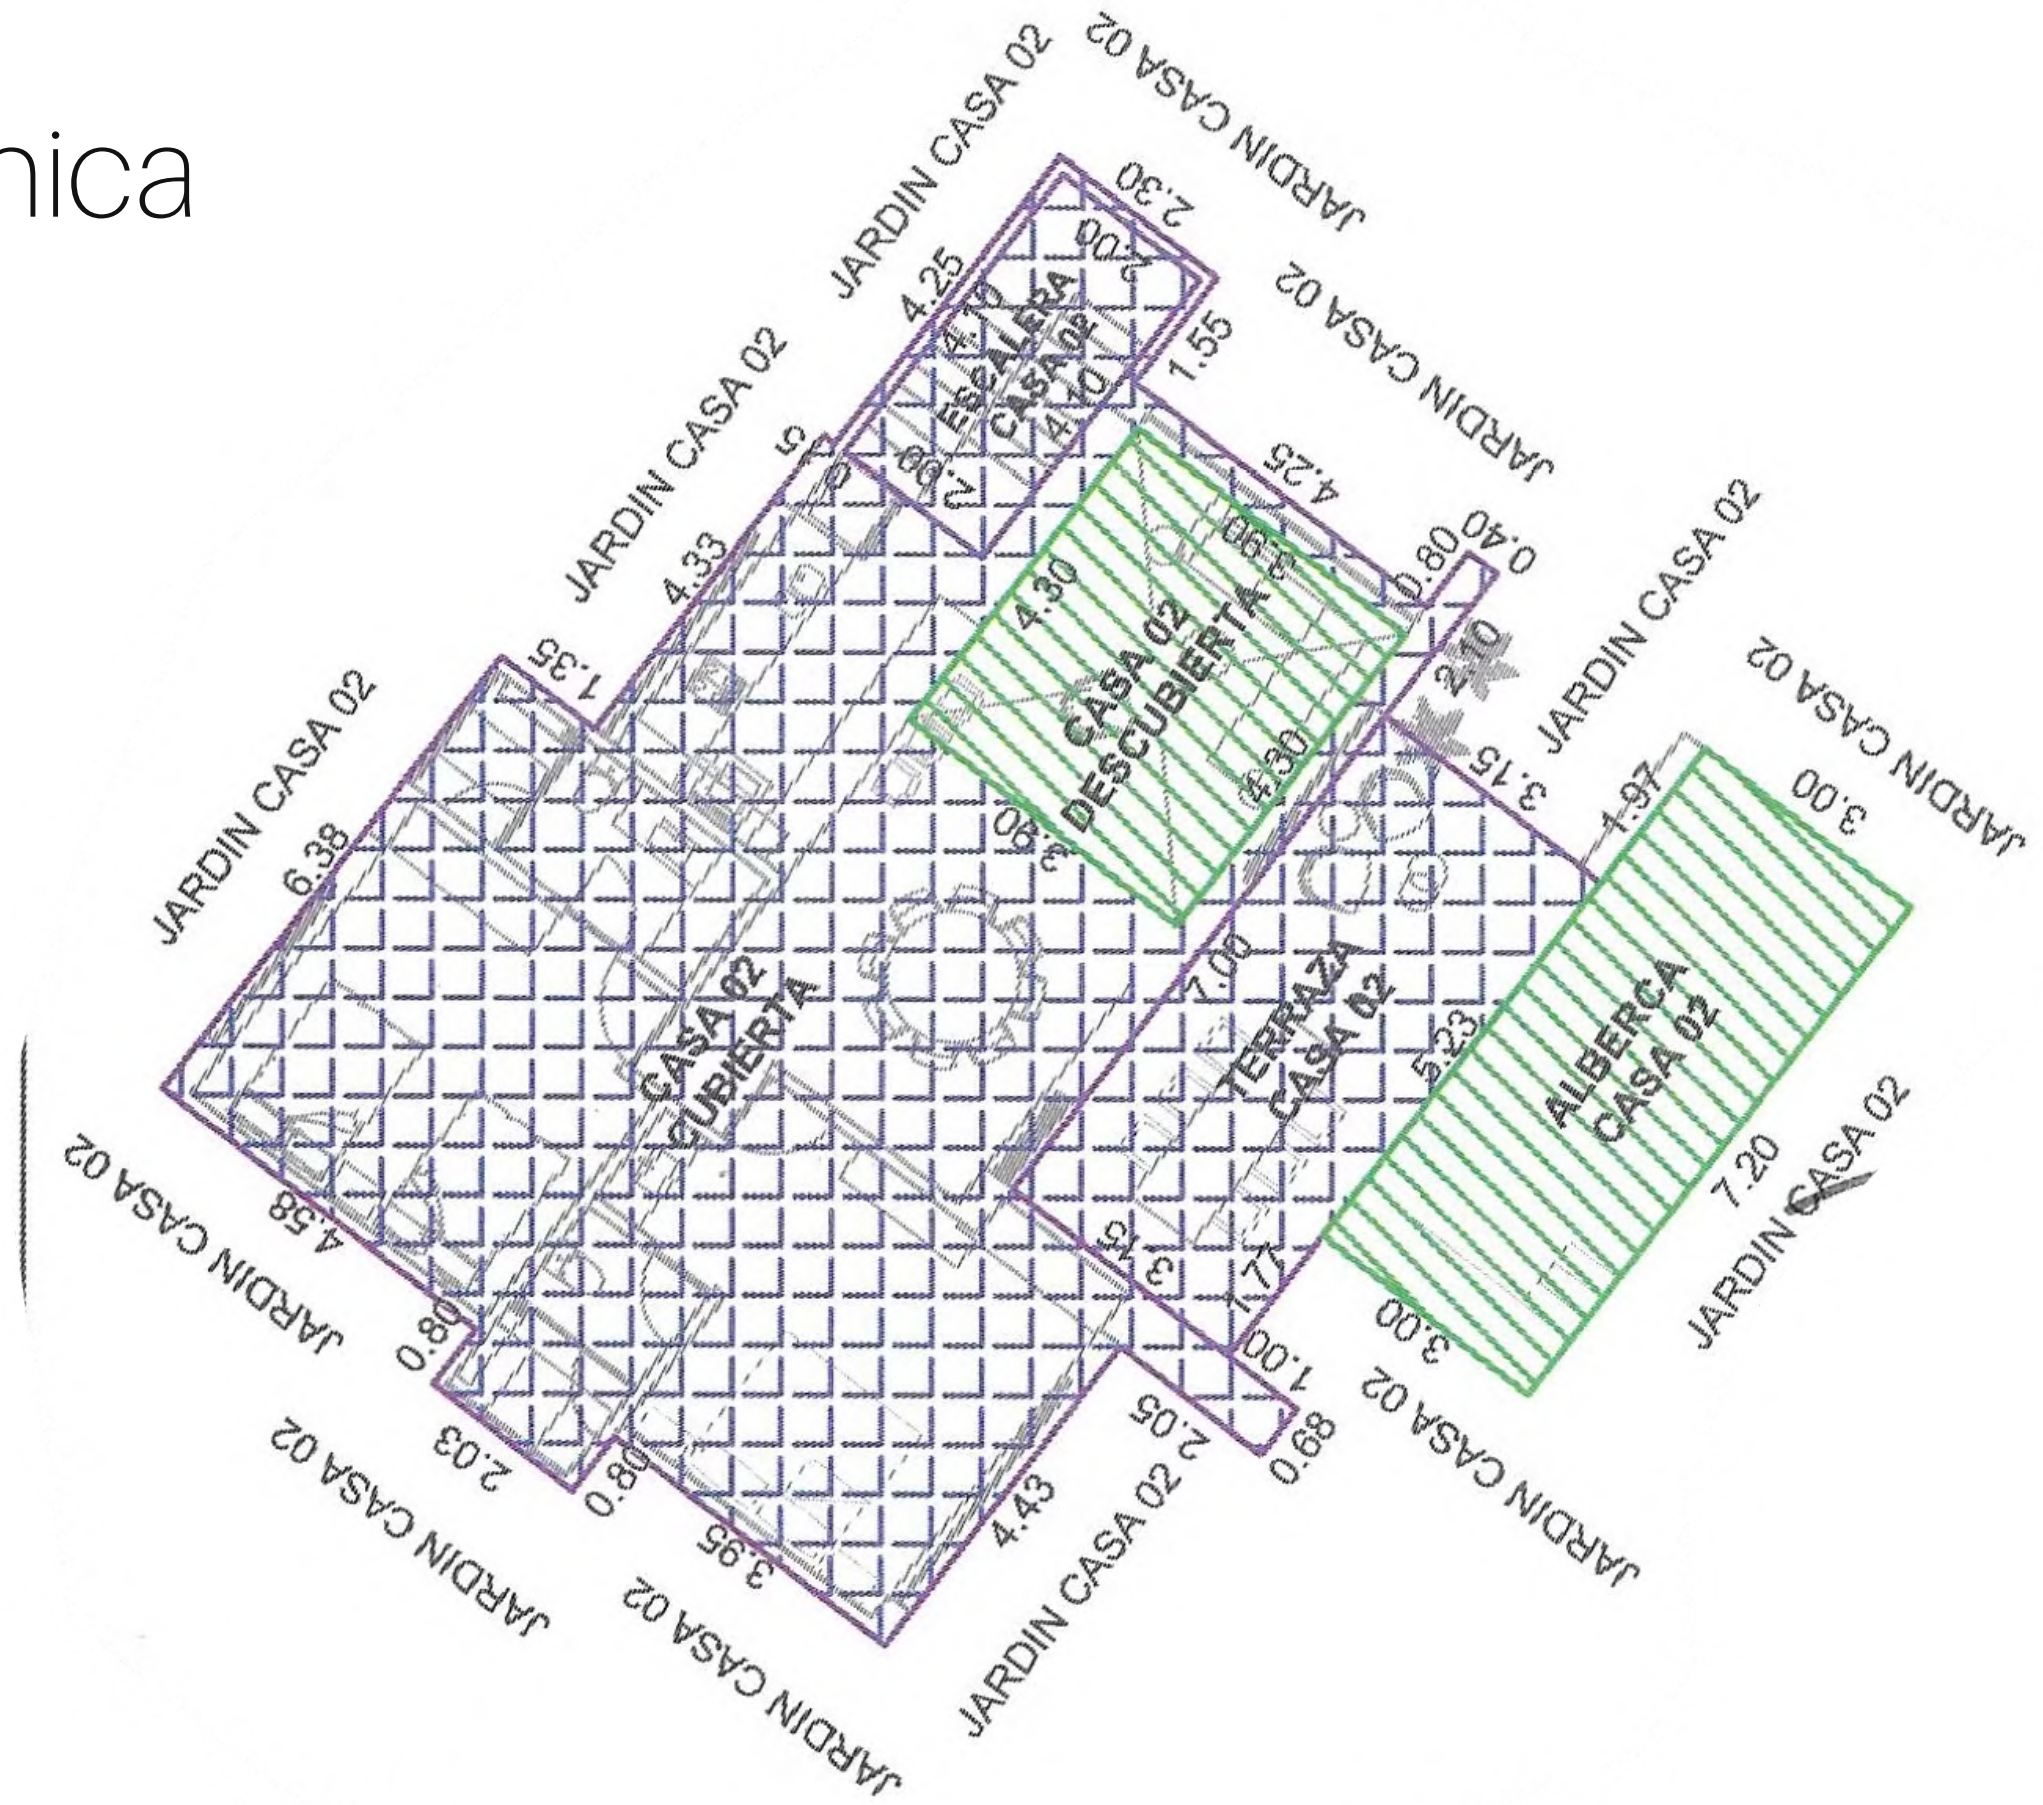 nica
JARDIN CASA 02
JARDIN CASA 02
2.30
2.00
4.25
4.10
ESCALERA
CASA 02
4.10
2.00
1.55
JARDIN CASA 02
JARDIN CASA 02
4.33
4.25
0.80
0.40
4.30
3.90
CASA 02
DESCUBIERTA
4.30
3.90
2.10
JARDIN CASA 02
1.35
JARDIN CASA 02
6.38
3.15
1.97
3.00
JARDIN CASA 02
CASA 02
CUBIERTA
7.00
TERRAZA
CASA 02
5.23
ALBERCA
CASA 02
7.20
JARDIN CASA 02
JARDIN CASA 02
4.58
0.80
3.75
1.77
3.00
1.00
JARDIN CASA 02
2.03
0.80
2.05
0.68
JARDIN CASA 02
3.95
4.43
JARDIN CASA 02
JARDIN CASA 02